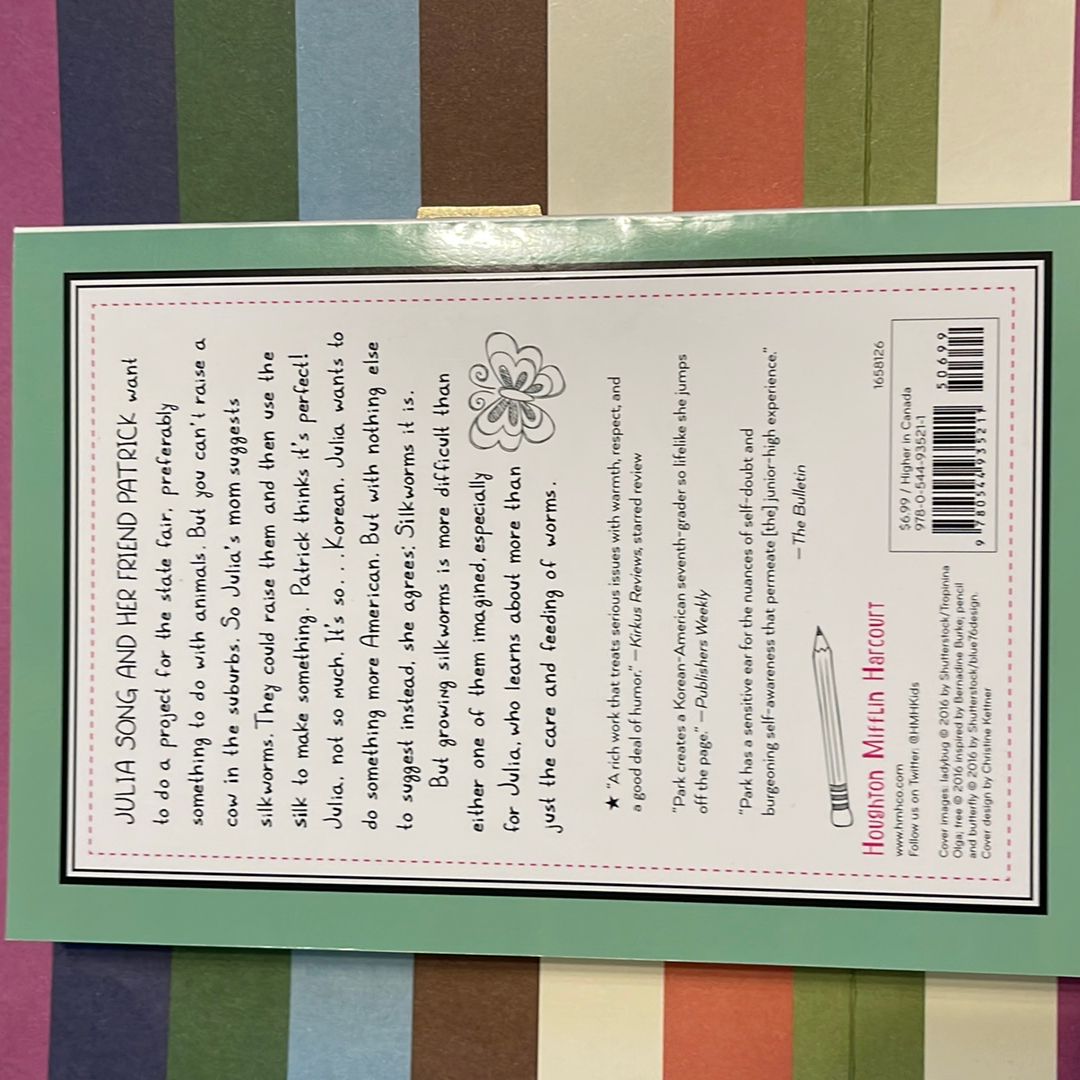 JULIA SONG AND HER FRIEND PATRICK want
to do a project for the state fair, preferably
something to do with animals. But you can't raise a
cow in the suburbs. So Julia's mom suggests
silkworms. They could raise them and then use the
silk to make something. Patrick thinks it's perfect!
Julia, not so much. It's so . . . Korean. Julia wants to
do something more American. But with nothing else
to suggest instead, she agrees: Silkworms it is.
But growing silkworms is more difficult than
either one of them imagined, especially
for Julia, who learns about more than
just the care and feeding of worms.
★ "A rich work that treats serious issues with warmth, respect, and
a good deal of humor." —Kirkus Reviews, starred review
"Park creates a Korean-American seventh-grader so lifelike she jumps
off the page." —Publishers Weekly
"Park has a sensitive ear for the nuances of self-doubt and
burgeoning self-awareness that permeate [the] junior-high experience."
—The Bulletin
Houghton Mifflin Harcourt
www.hmhco.com
Follow us on Twitter: @HMHKids
Cover images: ladybug © 2016 by Shutterstock/Tropinina
Olga; tree © 2016 inspired by Bernadine Burke; pencil
and butterfly © 2016 by Shutterstock/blue76design.
Cover design by Christine Kettner
1658126
$6.99 / Higher in Canada
978-0-544-93521-1
50699
9 780544 935211